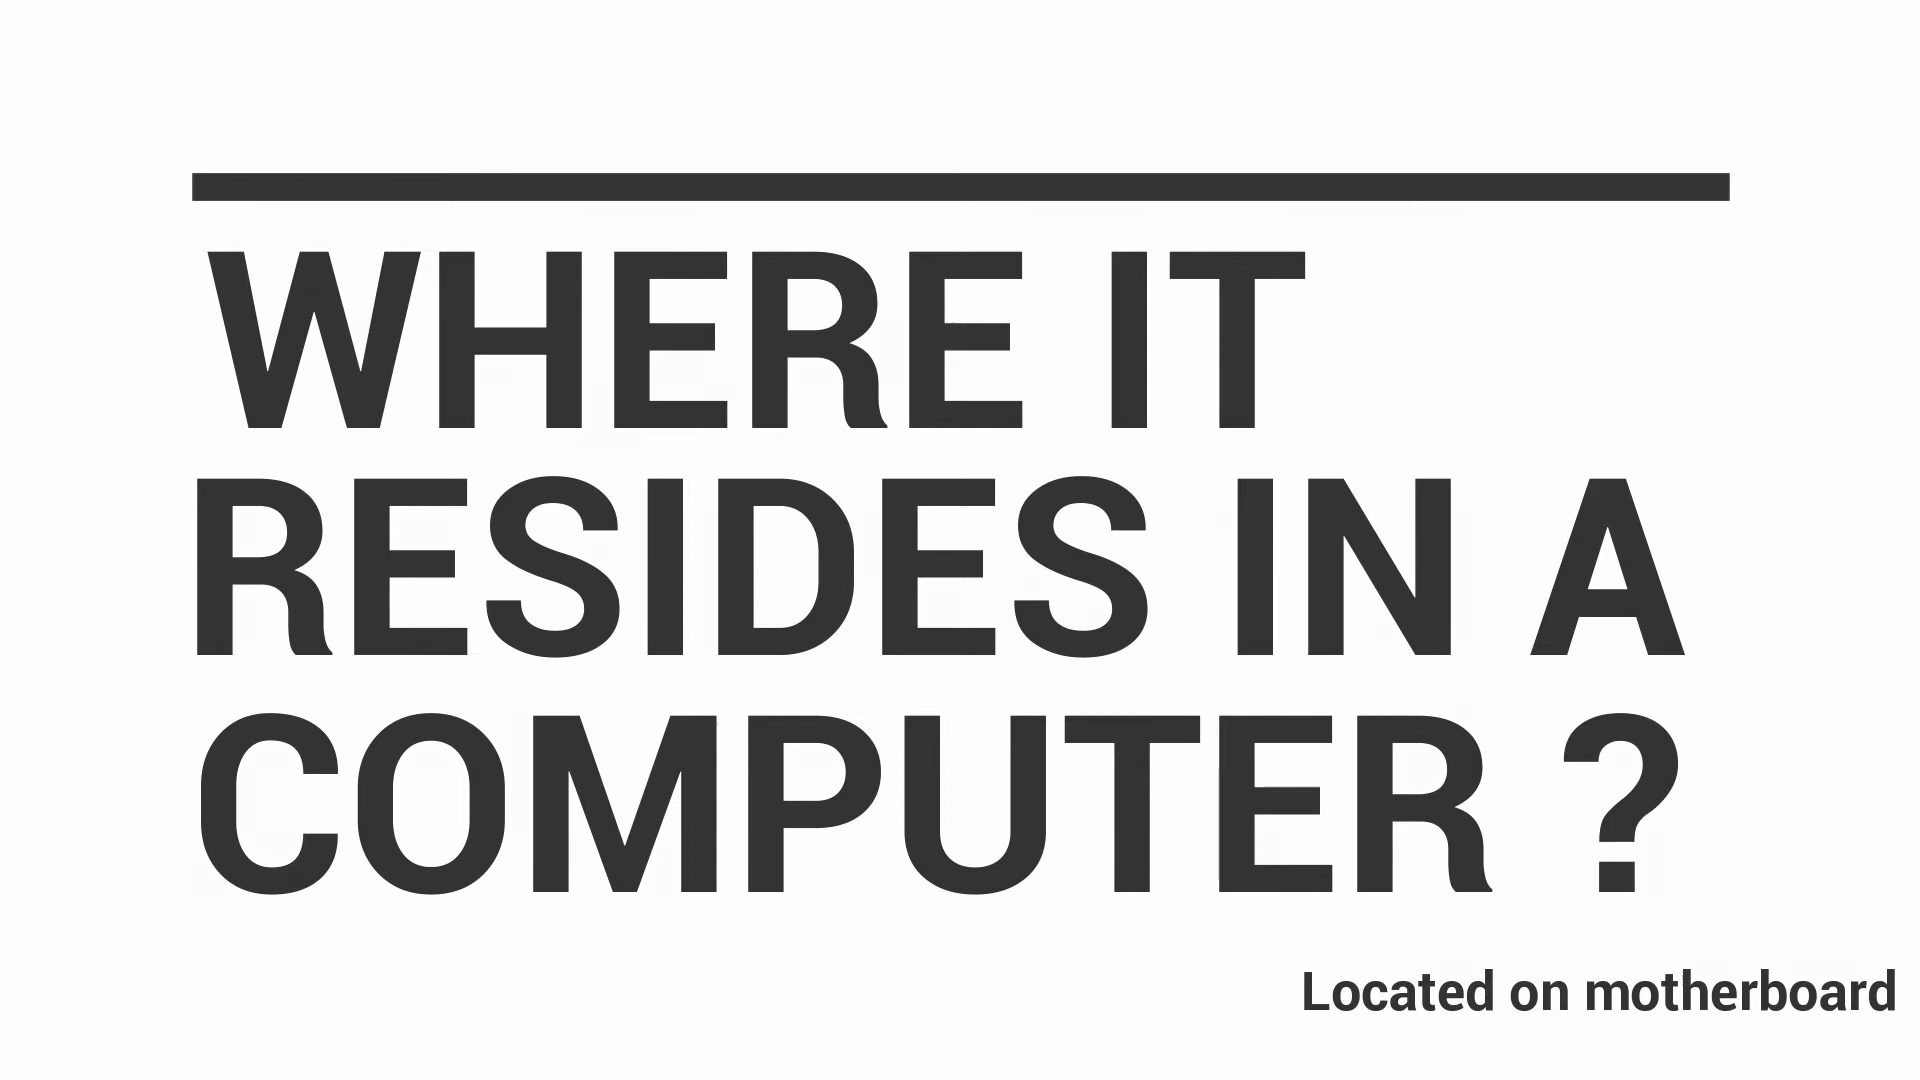 WHERE IT
RESIDES IN A
COMPUTER ?
Located on motherboard